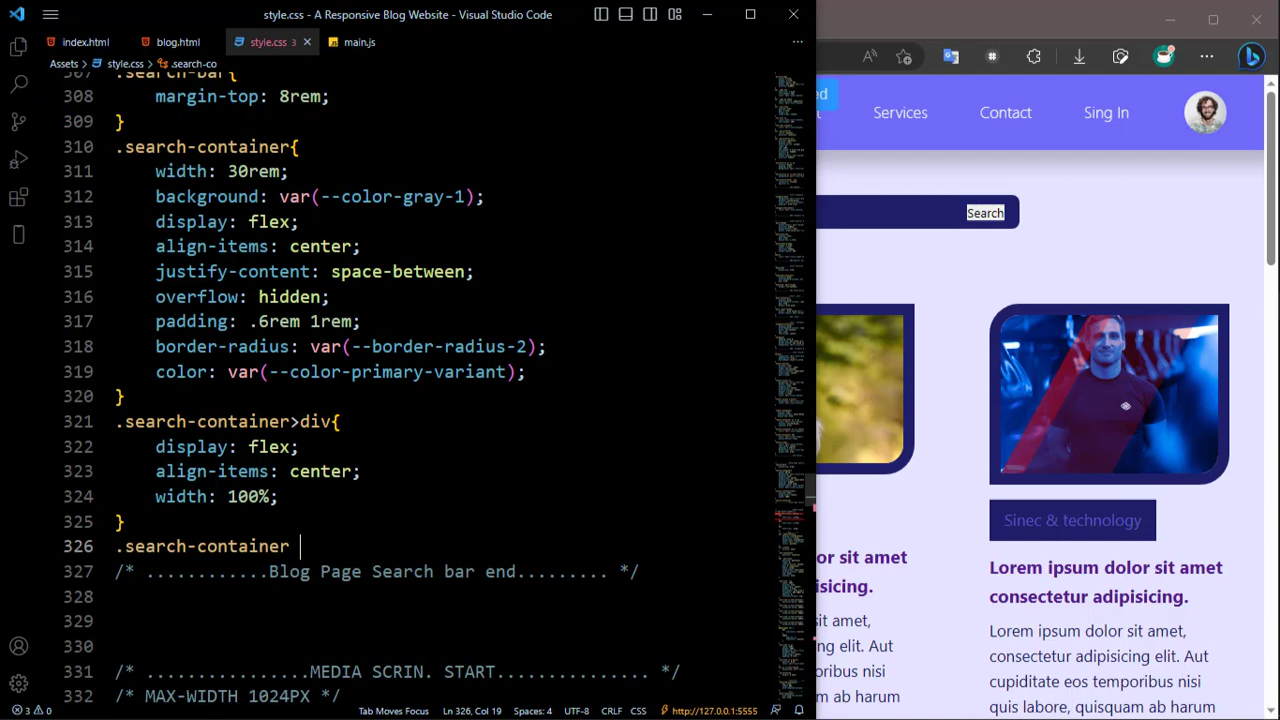 style.css - A Responsive Blog Website - Visual Studio Code
index.html
blog.html
style.css 3
main.js
Assets > style.css > .search-co
307 .search-bar{
308 margin-top: 8rem;
309 }
310 .search-container{
311 width: 30rem;
312 background: var(--color-gray-1);
313 display: flex;
314 align-items: center;
315 justify-content: space-between;
316 overflow: hidden;
317 padding: .6rem 1rem;
318 border-radius: var(--border-radius-2);
319 color: var(--color-primary-variant);
320 }
321 .search-container>div{
322 display: flex;
323 align-items: center;
324 width: 100%;
325 }
326 .search-container
327 /* ............Blog Page Search bar end......... */
328
329
330
331 /* ................MEDIA SCRIN. START............... */
332 /* MAX-WIDTH 1024PX */
3 0
Tab Moves Focus
Ln 326, Col 19
Spaces: 4
UTF-8
CRLF
CSS
http://127.0.0.1:5555
Services
Contact
Sing In
Serch
Since & Technology
Lorem ipsum dolor sit amet
consectur adipisicing.
Lorem ipsum dolor sit amet,
consectetur adipisicing elit. Aut
doloribus temporibus nisi
quis labore, quisquam ab harum